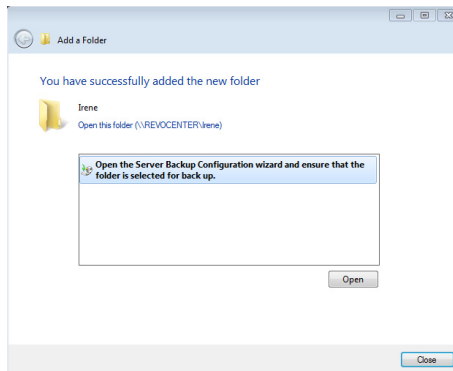 Add a Folder
You have successfully added the new folder
Irene
Open this folder (\\REVOCENTER\Irene)
Open the Server Backup Configuration wizard and ensure that the
folder is selected for back up.
Open
Close